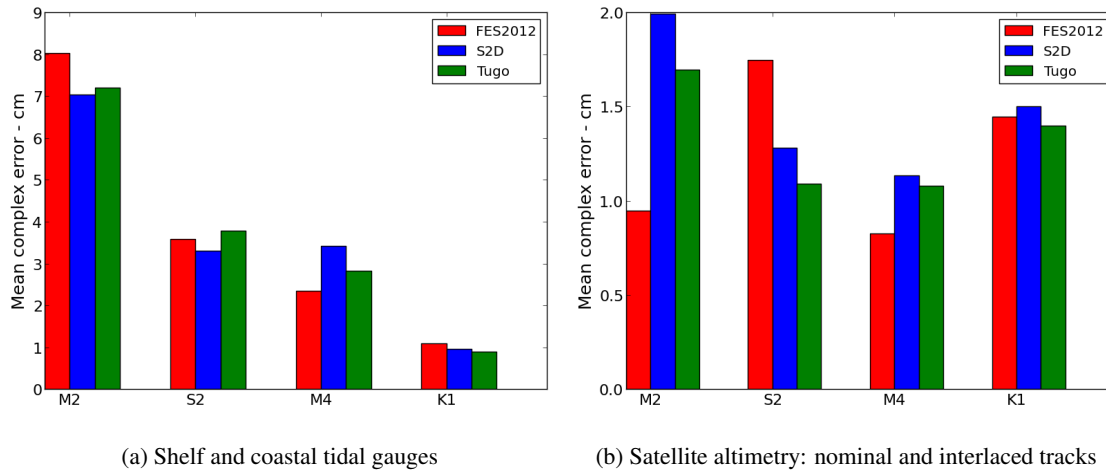 9
8
7
6
5
4
3
2
1
0
Mean complex error - cm
FES2012
S2D
Tugo
M2 S2 M4 K1
(a) Shelf and coastal tidal gauges
2.0
1.5
1.0
0.5
0.0
Mean complex error - cm
FES2012
S2D
Tugo
M2 S2 M4 K1
(b) Satellite altimetry: nominal and interlaced tracks